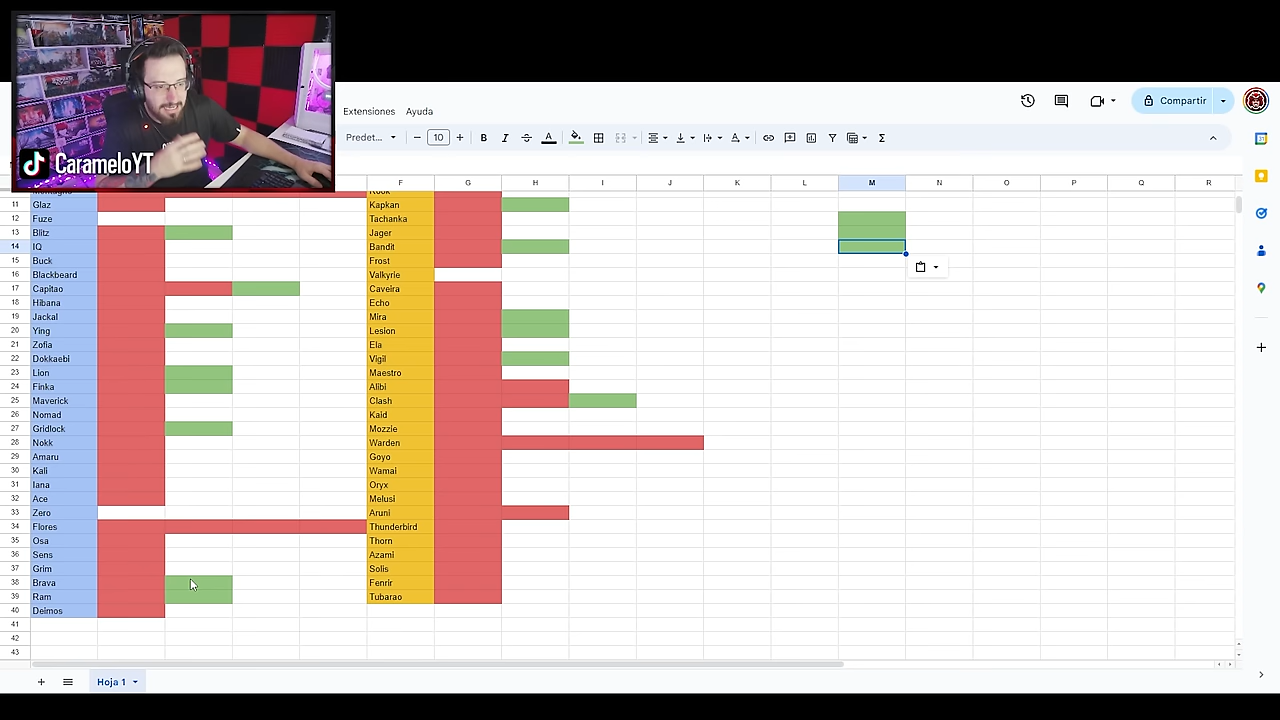 Extensiones Ayuda
Compartir
Predet... 10 B I A Σ
CarameloYT
F G H I J K L M N O P Q R
11 Glaz Kapkan
12 Fuze Tachanka
13 Blitz Jager
14 IQ Bandit
15 Buck Frost
16 Blackbeard Valkyrie
17 Capitao Caveira
18 Hibana Echo
19 Jackal Mira
20 Ying Lesion
21 Zofia Ela
22 Dokkaebi Vigil
23 Lion Maestro
24 Finka Alibi
25 Maverick Clash
26 Nomad Kaid
27 Gridlock Mozzie
28 Nokk Warden
29 Amaru Goyo
30 Kali Wamai
31 Iana Oryx
32 Ace Melusi
33 Zero Aruni
34 Flores Thunderbird
35 Osa Thorn
36 Sens Azami
37 Grim Solis
38 Brava Fenrir
39 Ram Tubarao
40 Deimos
41
42
43
Hoja 1